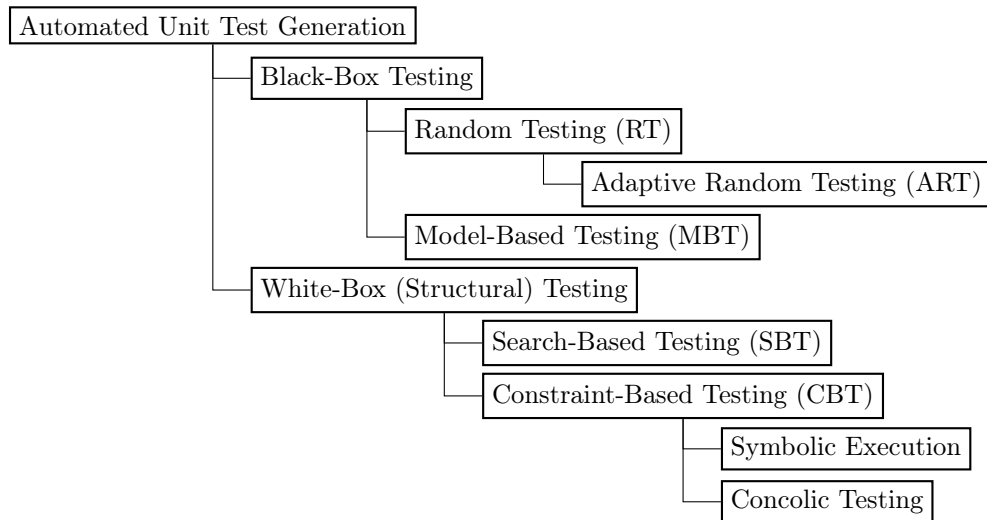 Automated Unit Test Generation
Black-Box Testing
Random Testing (RT)
Adaptive Random Testing (ART)
Model-Based Testing (MBT)
White-Box (Structural) Testing
Search-Based Testing (SBT)
Constraint-Based Testing (CBT)
Symbolic Execution
Concolic Testing